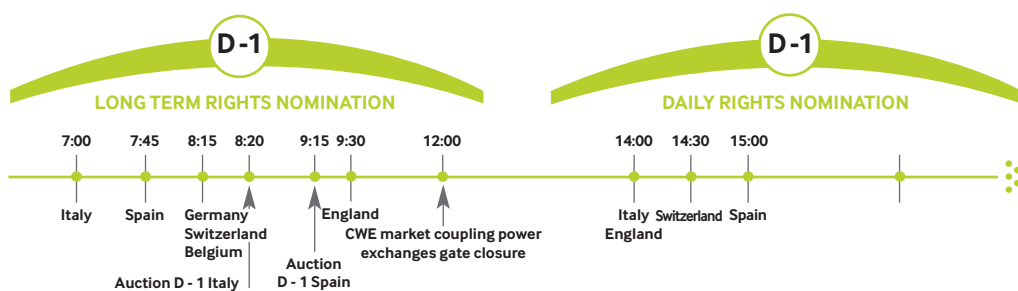 D-1
D-1
LONG TERM RIGHTS NOMINATION
DAILY RIGHTS NOMINATION
7:00
7:45
8:15
8:20
9:15
9:30
12:00
14:00
14:30
15:00
Italy
Spain
Germany
Switzerland
Belgium
England
CWE market coupling power
exchanges gate closure
Italy
England
Switzerland
Spain
Auction D - 1 Italy
Auction
D - 1 Spain